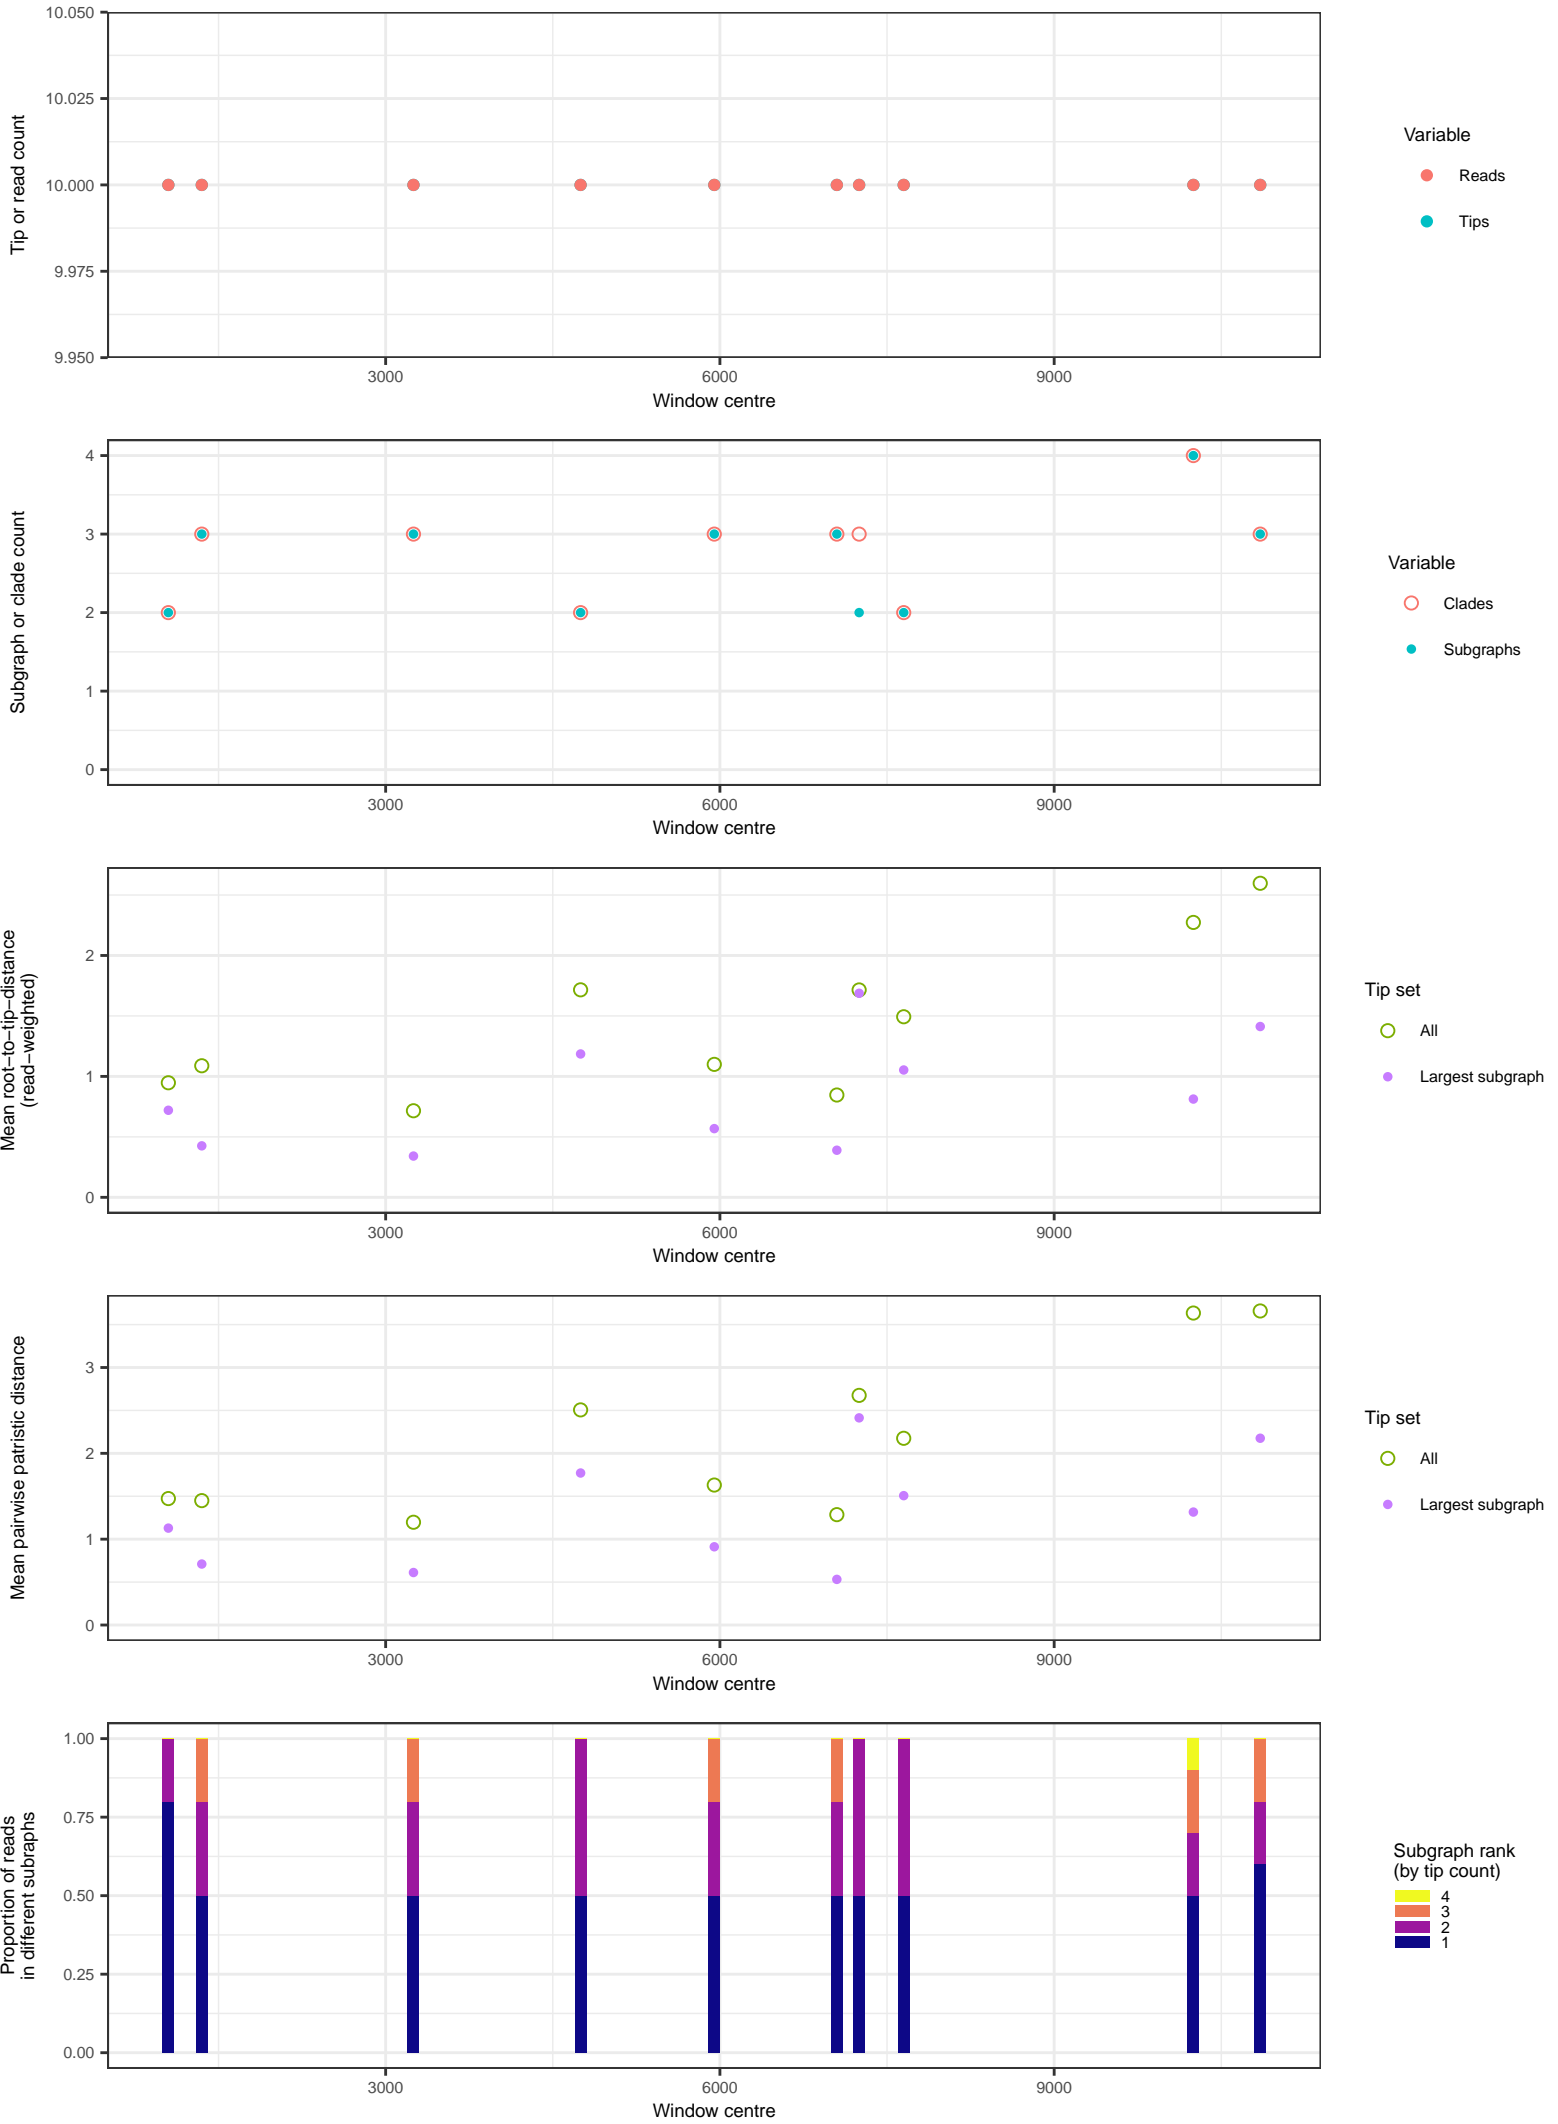 10.050
10.025
10.000
9.975
9.950
Tip or read count
3000
6000
9000
Window centre
Variable
Reads
Tips
4
3
2
1
0
Subgraph or clade count
3000
6000
9000
Window centre
Variable
Clades
Subgraphs
2
1
0
Mean root−to−tip−distance
(read−weighted)
3000
6000
9000
Window centre
Tip set
All
Largest subgraph
3
2
1
0
Mean pairwise patristic distance
3000
6000
9000
Window centre
Tip set
All
Largest subgraph
1.00
0.75
0.50
0.25
0.00
Proportion of reads
in different subraphs
3000
6000
9000
Window centre
Subgraph rank
(by tip count)
4
3
2
1